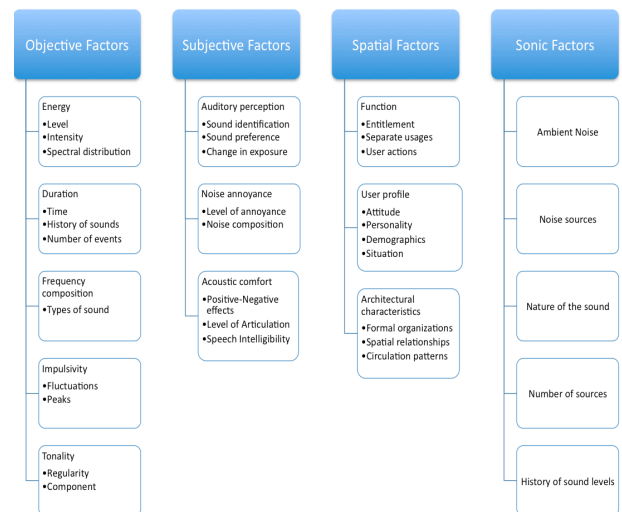 Objective Factors
Energy
•Level
•Intensity
•Spectral distribution
Duration
•Time
•History of sounds
•Number of events
Frequency
composition
•Types of sound
Impulsivity
•Fluctuations
•Peaks
Tonality
•Regularity
•Component
Subjective Factors
Auditory perception
•Sound identification
•Sound preference
•Change in exposure
Noise annoyance
•Level of annoyance
•Noise composition
Acoustic comfort
•Positive-Negative
effects
•Level of Articulation
•Speech Intelligibility
Spatial Factors
Function
•Entitlement
•Separate usages
•User actions
User profile
•Attitude
•Personality
•Demographics
•Situation
Architectural
characteristics
•Formal organizations
•Spatial relationships
•Circulation patterns
Sonic Factors
Ambient Noise
Noise sources
Nature of the sound
Number of sources
History of sound levels